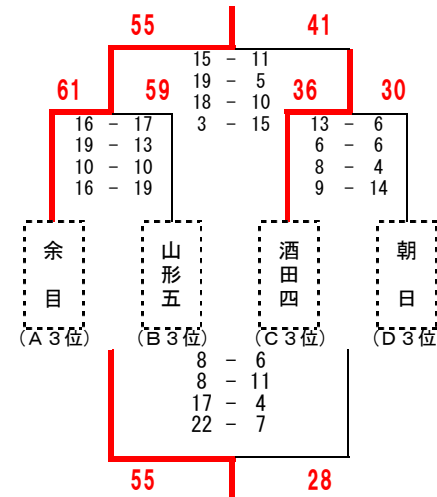 55 41
15 － 11
19 － 5
18 － 10
3 － 15
61 59 36 30
16 － 17
19 － 13
10 － 10
16 － 19
13 － 6
6 － 6
8 － 4
9 － 14
余目
山形五
酒田四
朝日
（A３位）
（B３位）
（C３位）
（D３位
8 － 6
8 － 11
17 － 4
22 － 7
55 28